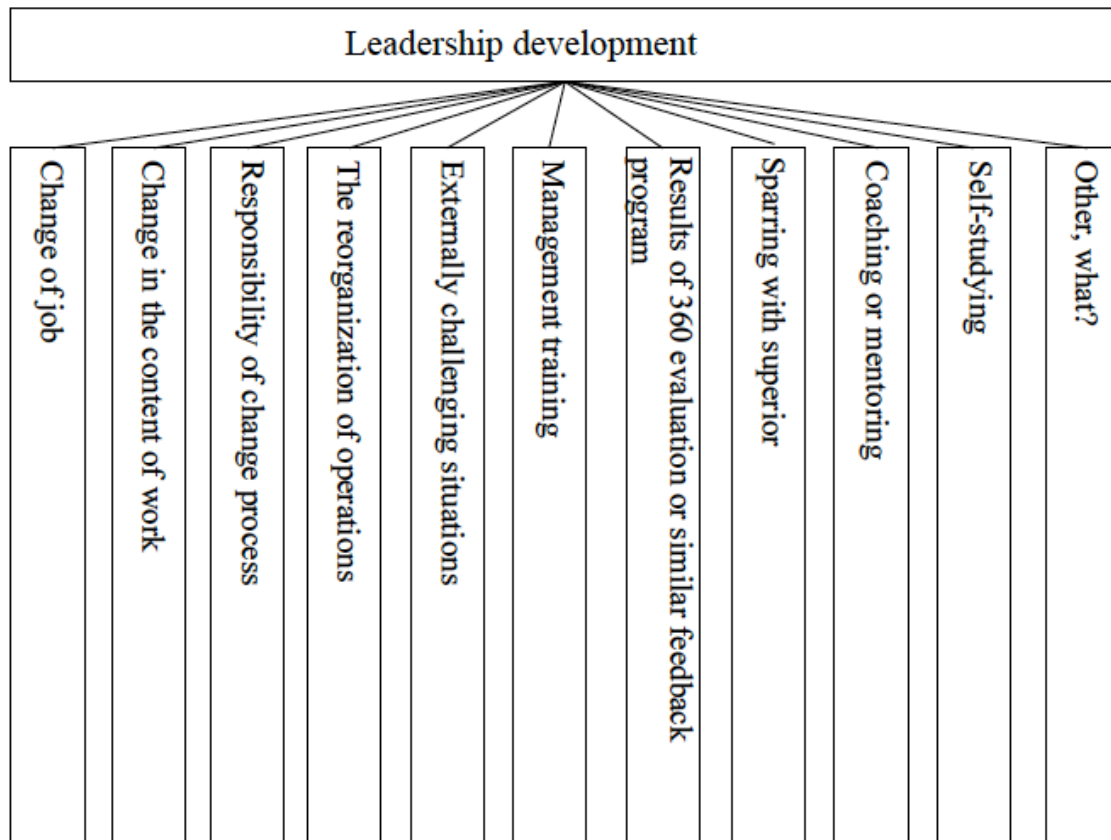 Leadership development
Change of job
Change in the content of work
Responsibility of change process
The reorganization of operations
Externally challenging situations
Management training
Results of 360 evaluation or similar feedback
program
Sparring with superior
Coaching or mentoring
Self-studying
Other, what?